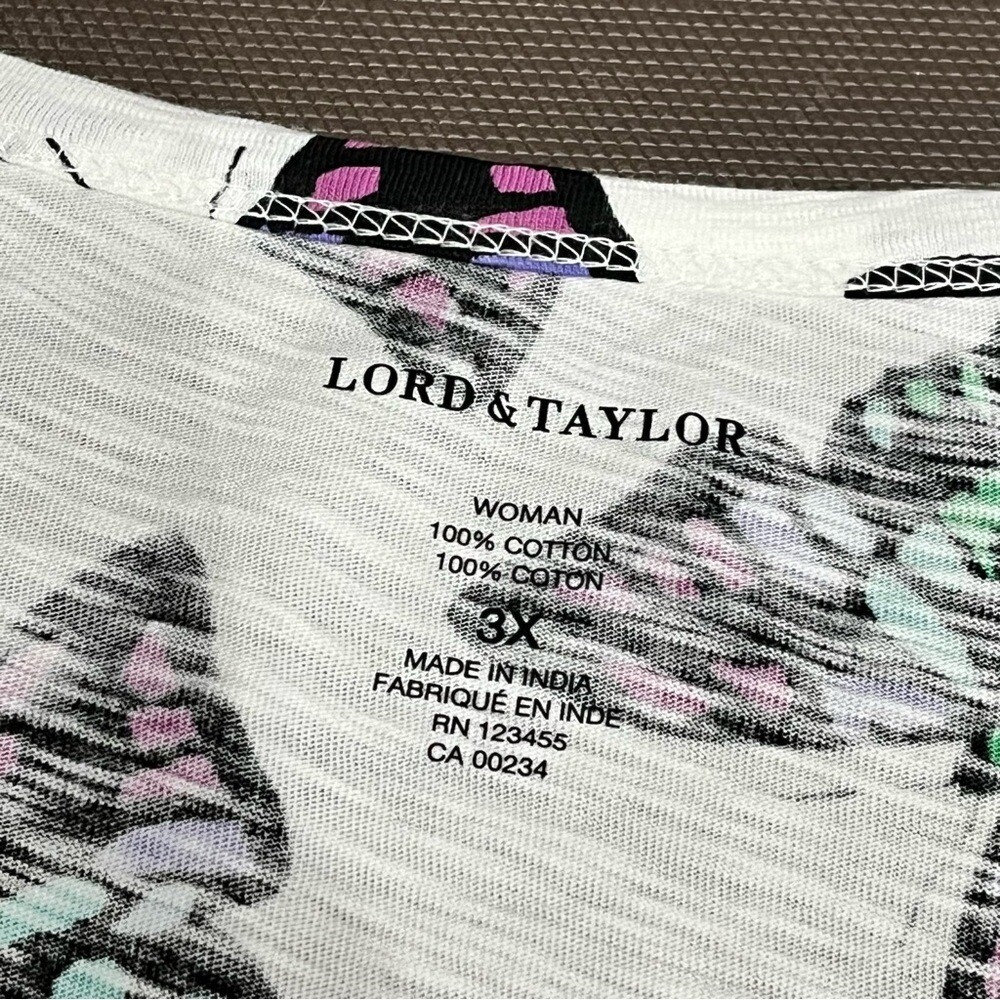 LORD & TAYLOR
WOMAN
100% COTTON
100% COTON
3X
MADE IN INDIA
FABRIQUÉ EN INDE
RN 123455
CA 00234